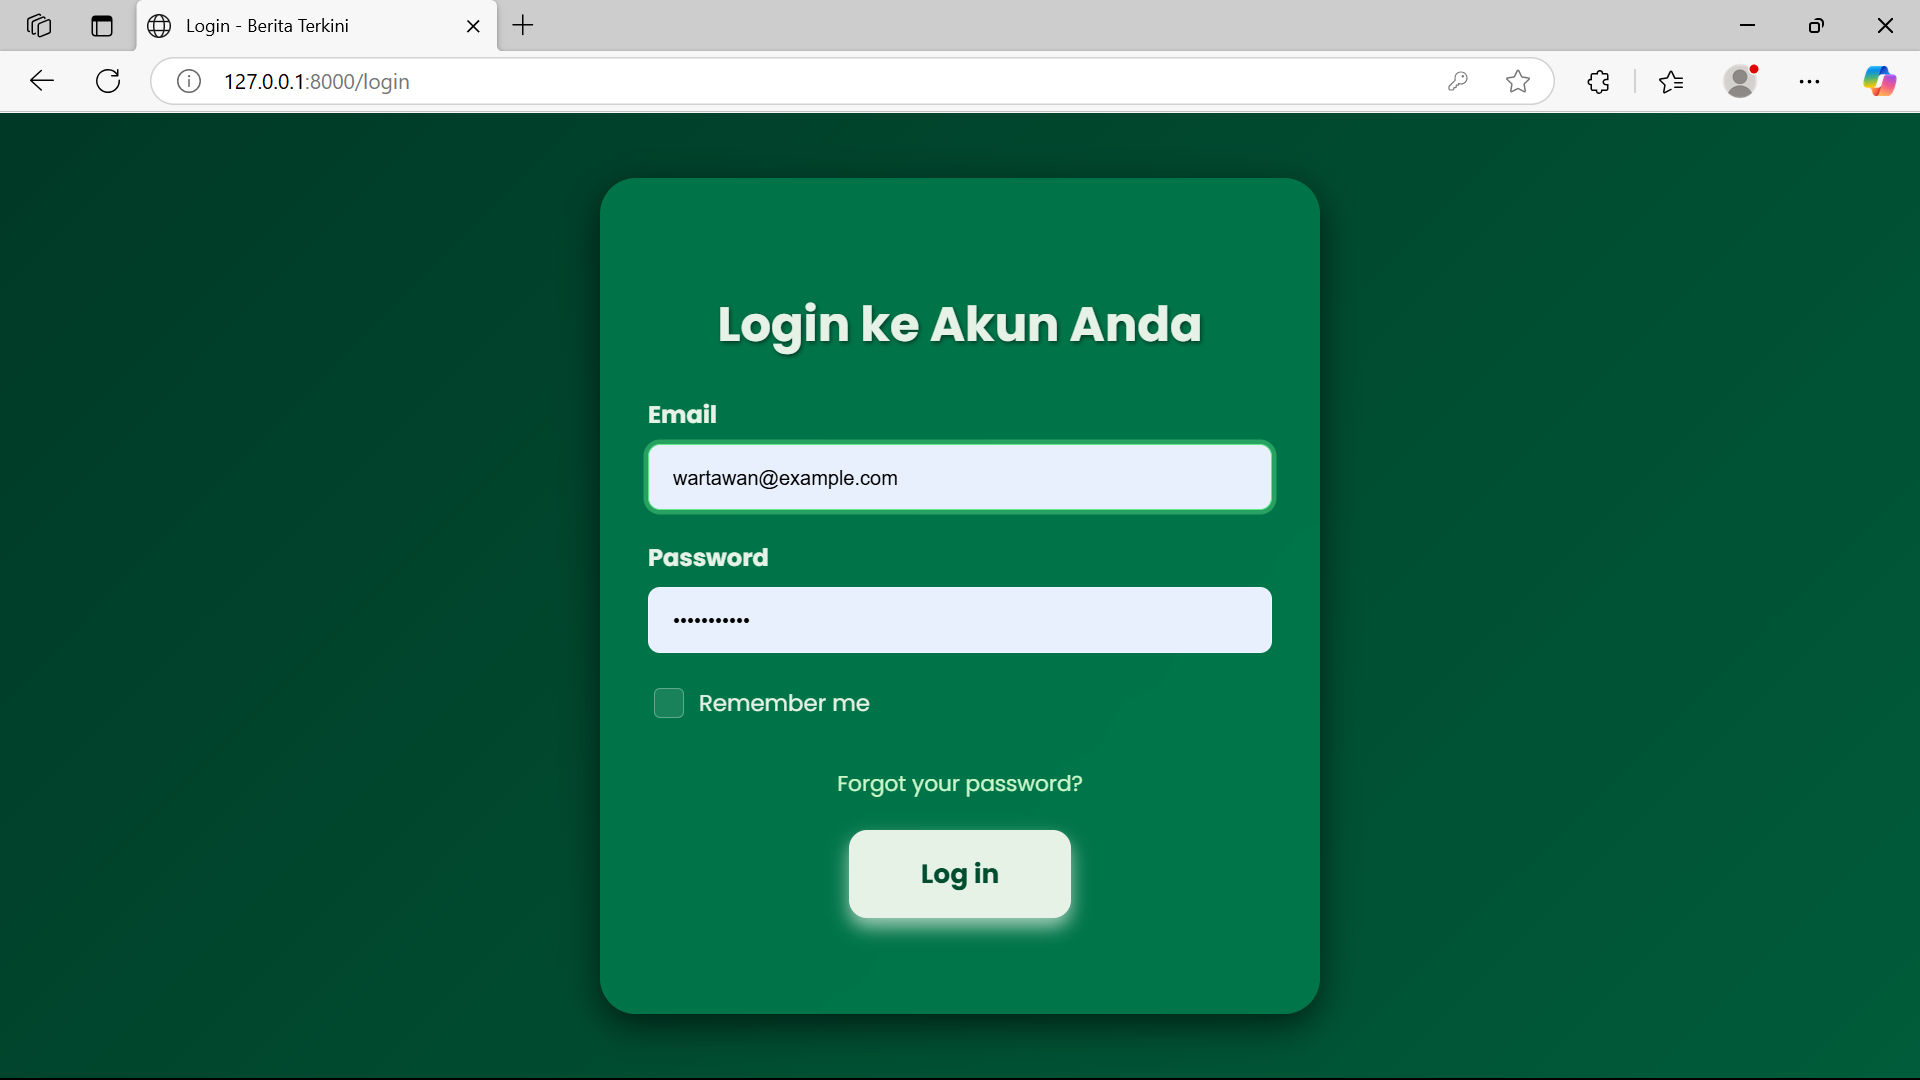 Login - Berita Terkini
127.0.0.1:8000/login
Login ke Akun Anda
Email
wartawan@example.com
Password
•••••••••••
Remember me
Forgot your password?
Log in